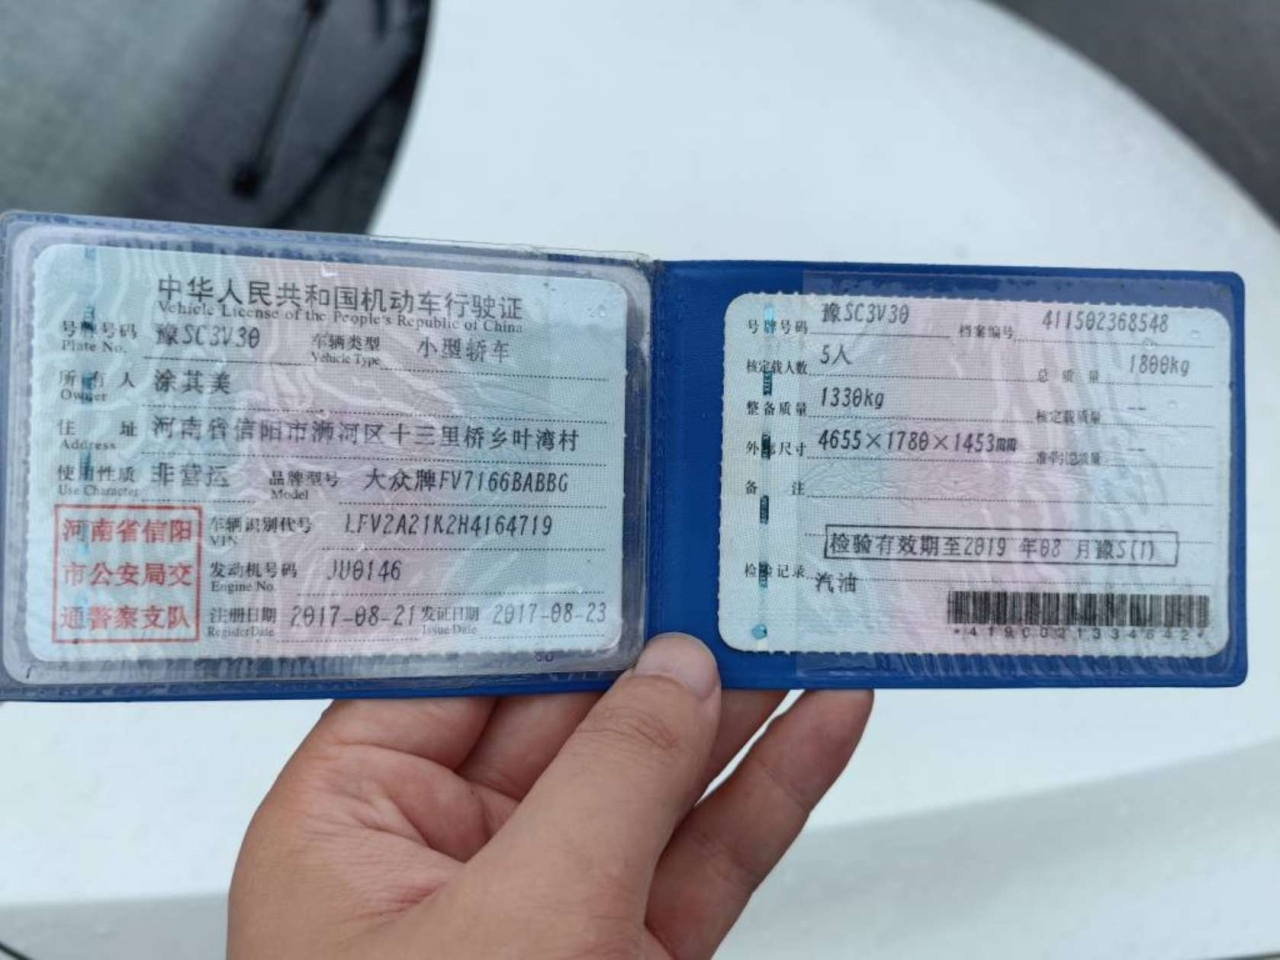 中华人民共和国机动车行驶证
Vehicle License of the People's Republic of China
号牌号码 豫SC3V30 车辆类型 小型轿车
Plate No. Vehicle Type
所有人 涂其美
Owner
住址 河南省信阳市浉河区十三里桥乡叶湾村
Address
使用性质 非营运 品牌型号 大众牌FV7166BABBG
Use Character Model
车辆识别代号 LFV2A21K2H4164719
VIN
发动机号码 JU0146
Engine No.
注册日期 2017-08-21 发证日期 2017-08-23
Register Date Issue Date
河南省信阳
市公安局交
通警察支队
号牌号码 豫SC3V30 档案编号 411502368548
核定载人数 5人 总质量 1800kg
整备质量 1330kg 核定载质量 --
外廓尺寸 4655×1780×1453mm 准牵引总质量 --
备注
检验有效期至2019 年08 月豫S(1)
检验记录
汽油
*4190021334642*